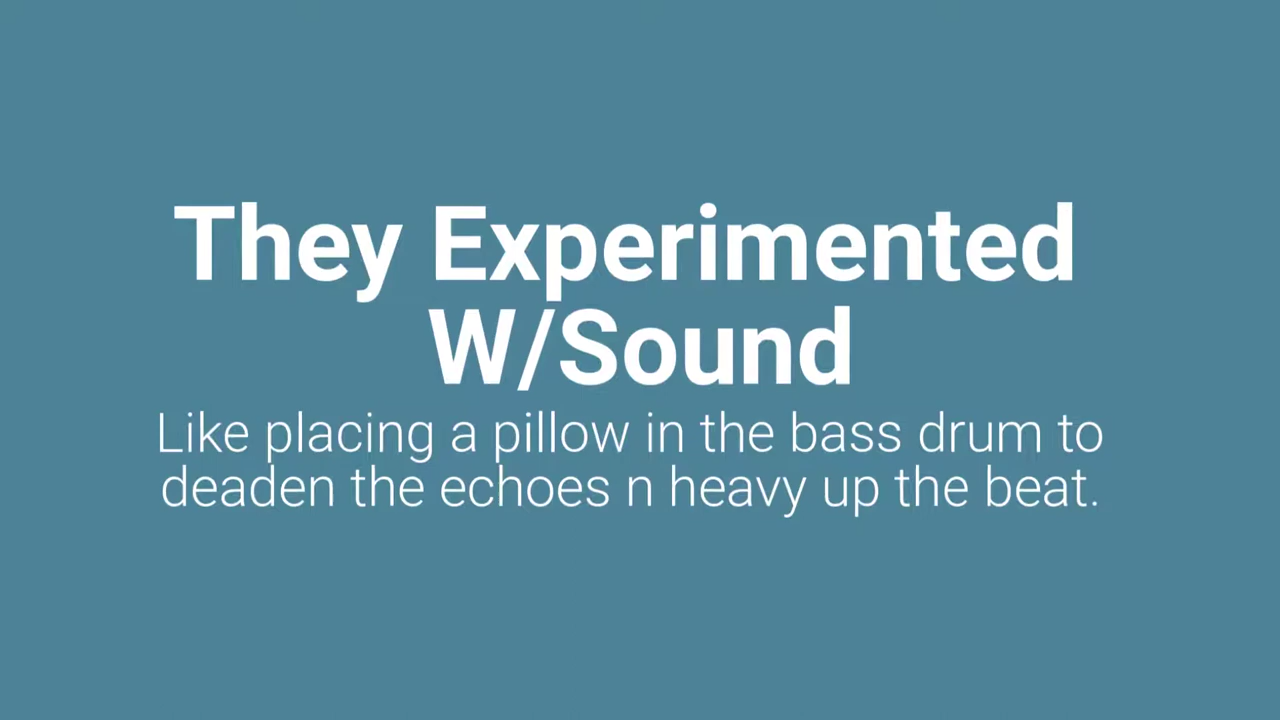 They Experimented
W/Sound
Like placing a pillow in the bass drum to
deaden the echoes n heavy up the beat.